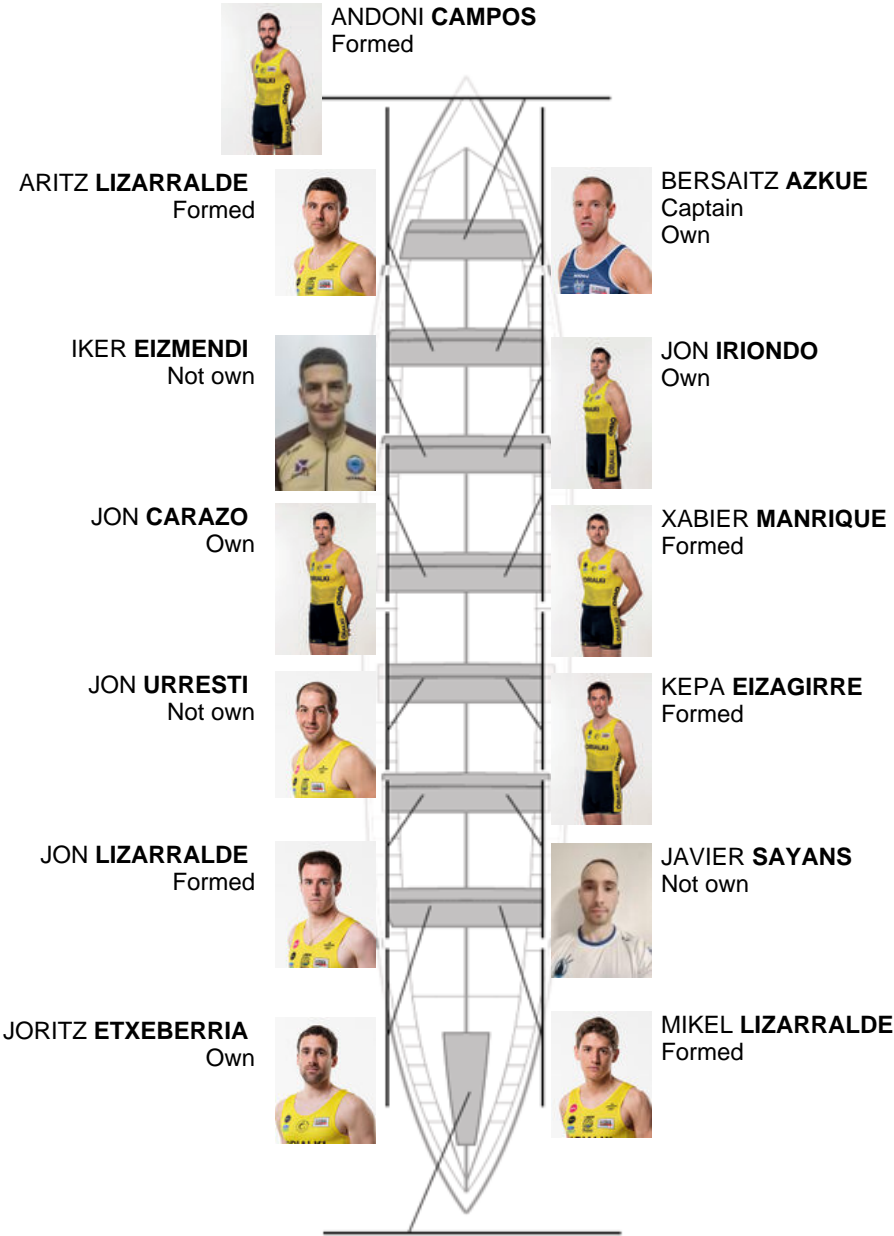 ANDONI CAMPOS
Formed
ARITZ LIZARRALDE
Formed
BERSAITZ AZKUE
Captain
Own
IKER EIZMENDI
Not own
JON IRIONDO
Own
JON CARAZO
Own
XABIER MANRIQUE
Formed
JON URRESTI
Not own
KEPA EIZAGIRRE
Formed
JON LIZARRALDE
Formed
JAVIER SAYANS
Not own
JORITZ ETXEBERRIA
Own
MIKEL LIZARRALDE
Formed